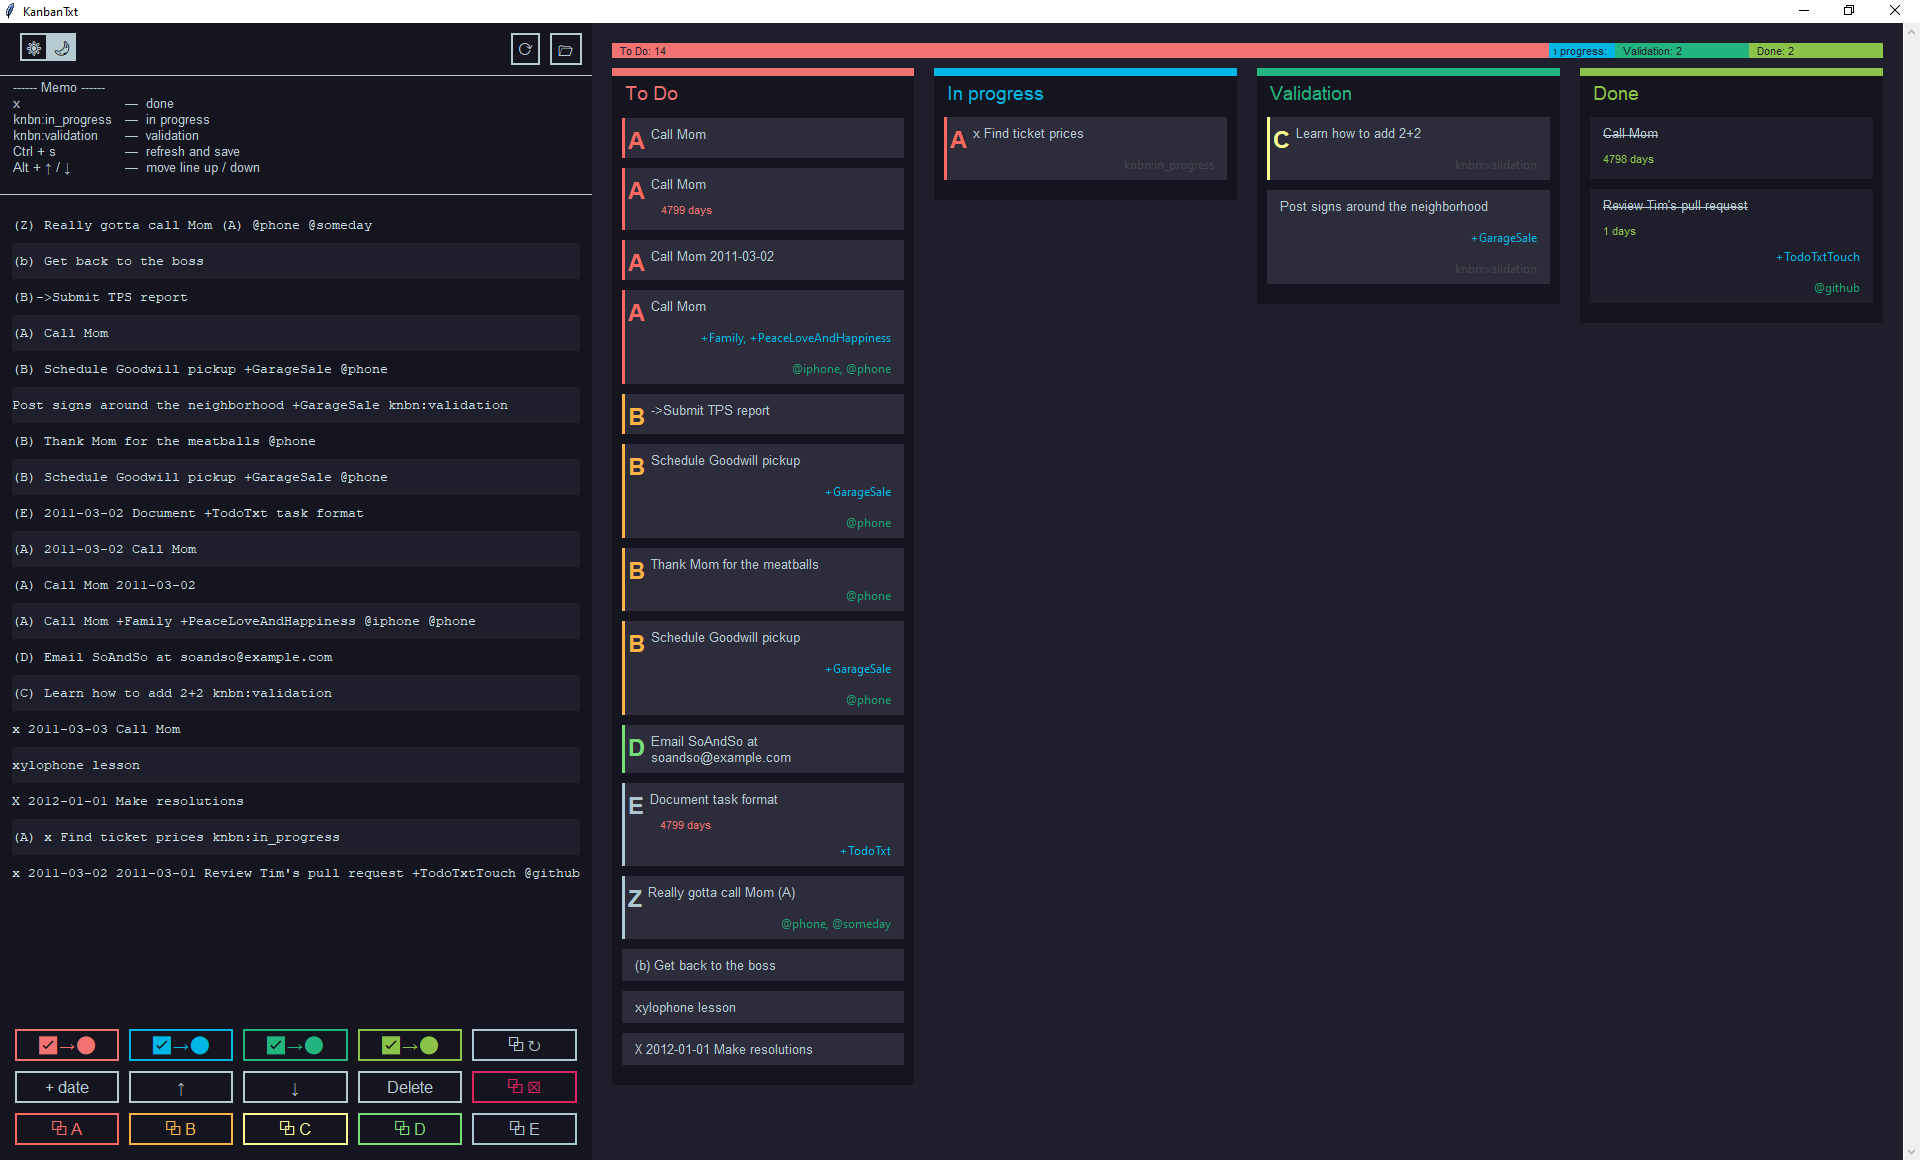 KanbanTxt
------ Memo ------
x — done
knbn:in_progress — in progress
knbn:validation — validation
Ctrl + s — refresh and save
Alt + ↑ / ↓ — move line up / down
(Z) Really gotta call Mom (A) @phone @someday
(b) Get back to the boss
(B)->Submit TPS report
(A) Call Mom
(B) Schedule Goodwill pickup +GarageSale @phone
Post signs around the neighborhood +GarageSale knbn:validation
(B) Thank Mom for the meatballs @phone
(B) Schedule Goodwill pickup +GarageSale @phone
(E) 2011-03-02 Document +TodoTxt task format
(A) 2011-03-02 Call Mom
(A) Call Mom 2011-03-02
(A) Call Mom +Family +PeaceLoveAndHappiness @iphone @phone
(D) Email SoAndSo at soandso@example.com
(C) Learn how to add 2+2 knbn:validation
x 2011-03-03 Call Mom
xylophone lesson
X 2012-01-01 Make resolutions
(A) x Find ticket prices knbn:in_progress
x 2011-03-02 2011-03-01 Review Tim's pull request +TodoTxtTouch @github
+ date
↑
↓
Delete
A
B
C
D
E
To Do: 14
progress:
Validation: 2
Done: 2
To Do
A Call Mom
A Call Mom
4799 days
A Call Mom 2011-03-02
A Call Mom
+Family, +PeaceLoveAndHappiness
@iphone, @phone
B ->Submit TPS report
B Schedule Goodwill pickup
+GarageSale
@phone
B Thank Mom for the meatballs
@phone
B Schedule Goodwill pickup
+GarageSale
@phone
D Email SoAndSo at
soandso@example.com
E Document task format
4799 days
+TodoTxt
Z Really gotta call Mom (A)
@phone, @someday
(b) Get back to the boss
xylophone lesson
X 2012-01-01 Make resolutions
In progress
A x Find ticket prices
knbn:in_progress
Validation
C Learn how to add 2+2
knbn:validation
Post signs around the neighborhood
+GarageSale
knbn:validation
Done
Call Mom
4798 days
Review Tim's pull request
1 days
+TodoTxtTouch
@github